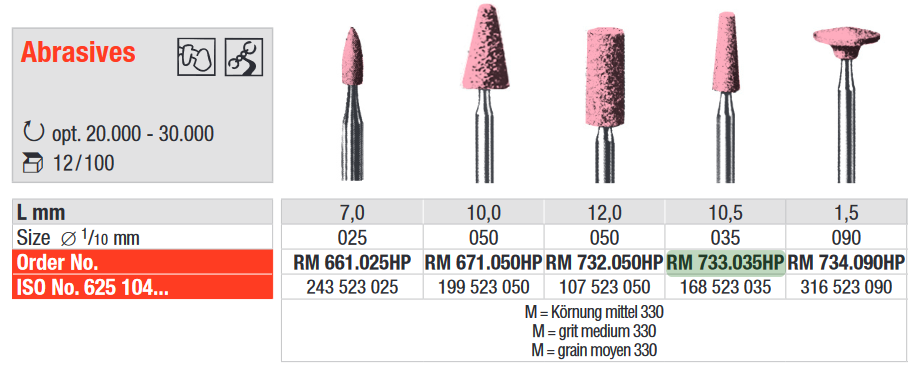 Abrasives
opt. 20.000 - 30.000
12/100
L mm 7,0 10,0 12,0 10,5 1,5
Size ⌀ 1/10 mm 025 050 050 035 090
Order No. RM 661.025HP RM 671.050HP RM 732.050HP RM 733.035HP RM 734.090HP
ISO No. 625 104... 243 523 025 199 523 050 107 523 050 168 523 035 316 523 090
M = Körnung mittel 330
M = grit medium 330
M = grain moyen 330